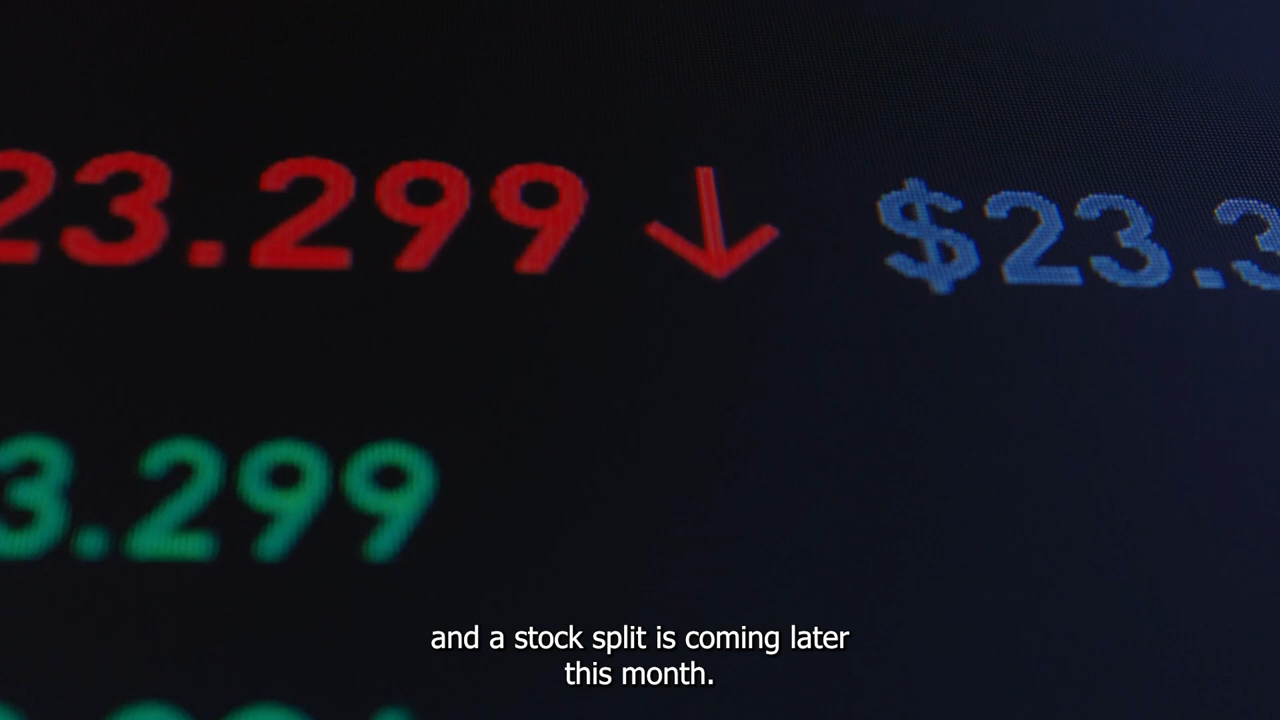 23.299 ↓ $23.3
3.299
and a stock split is coming later
this month.